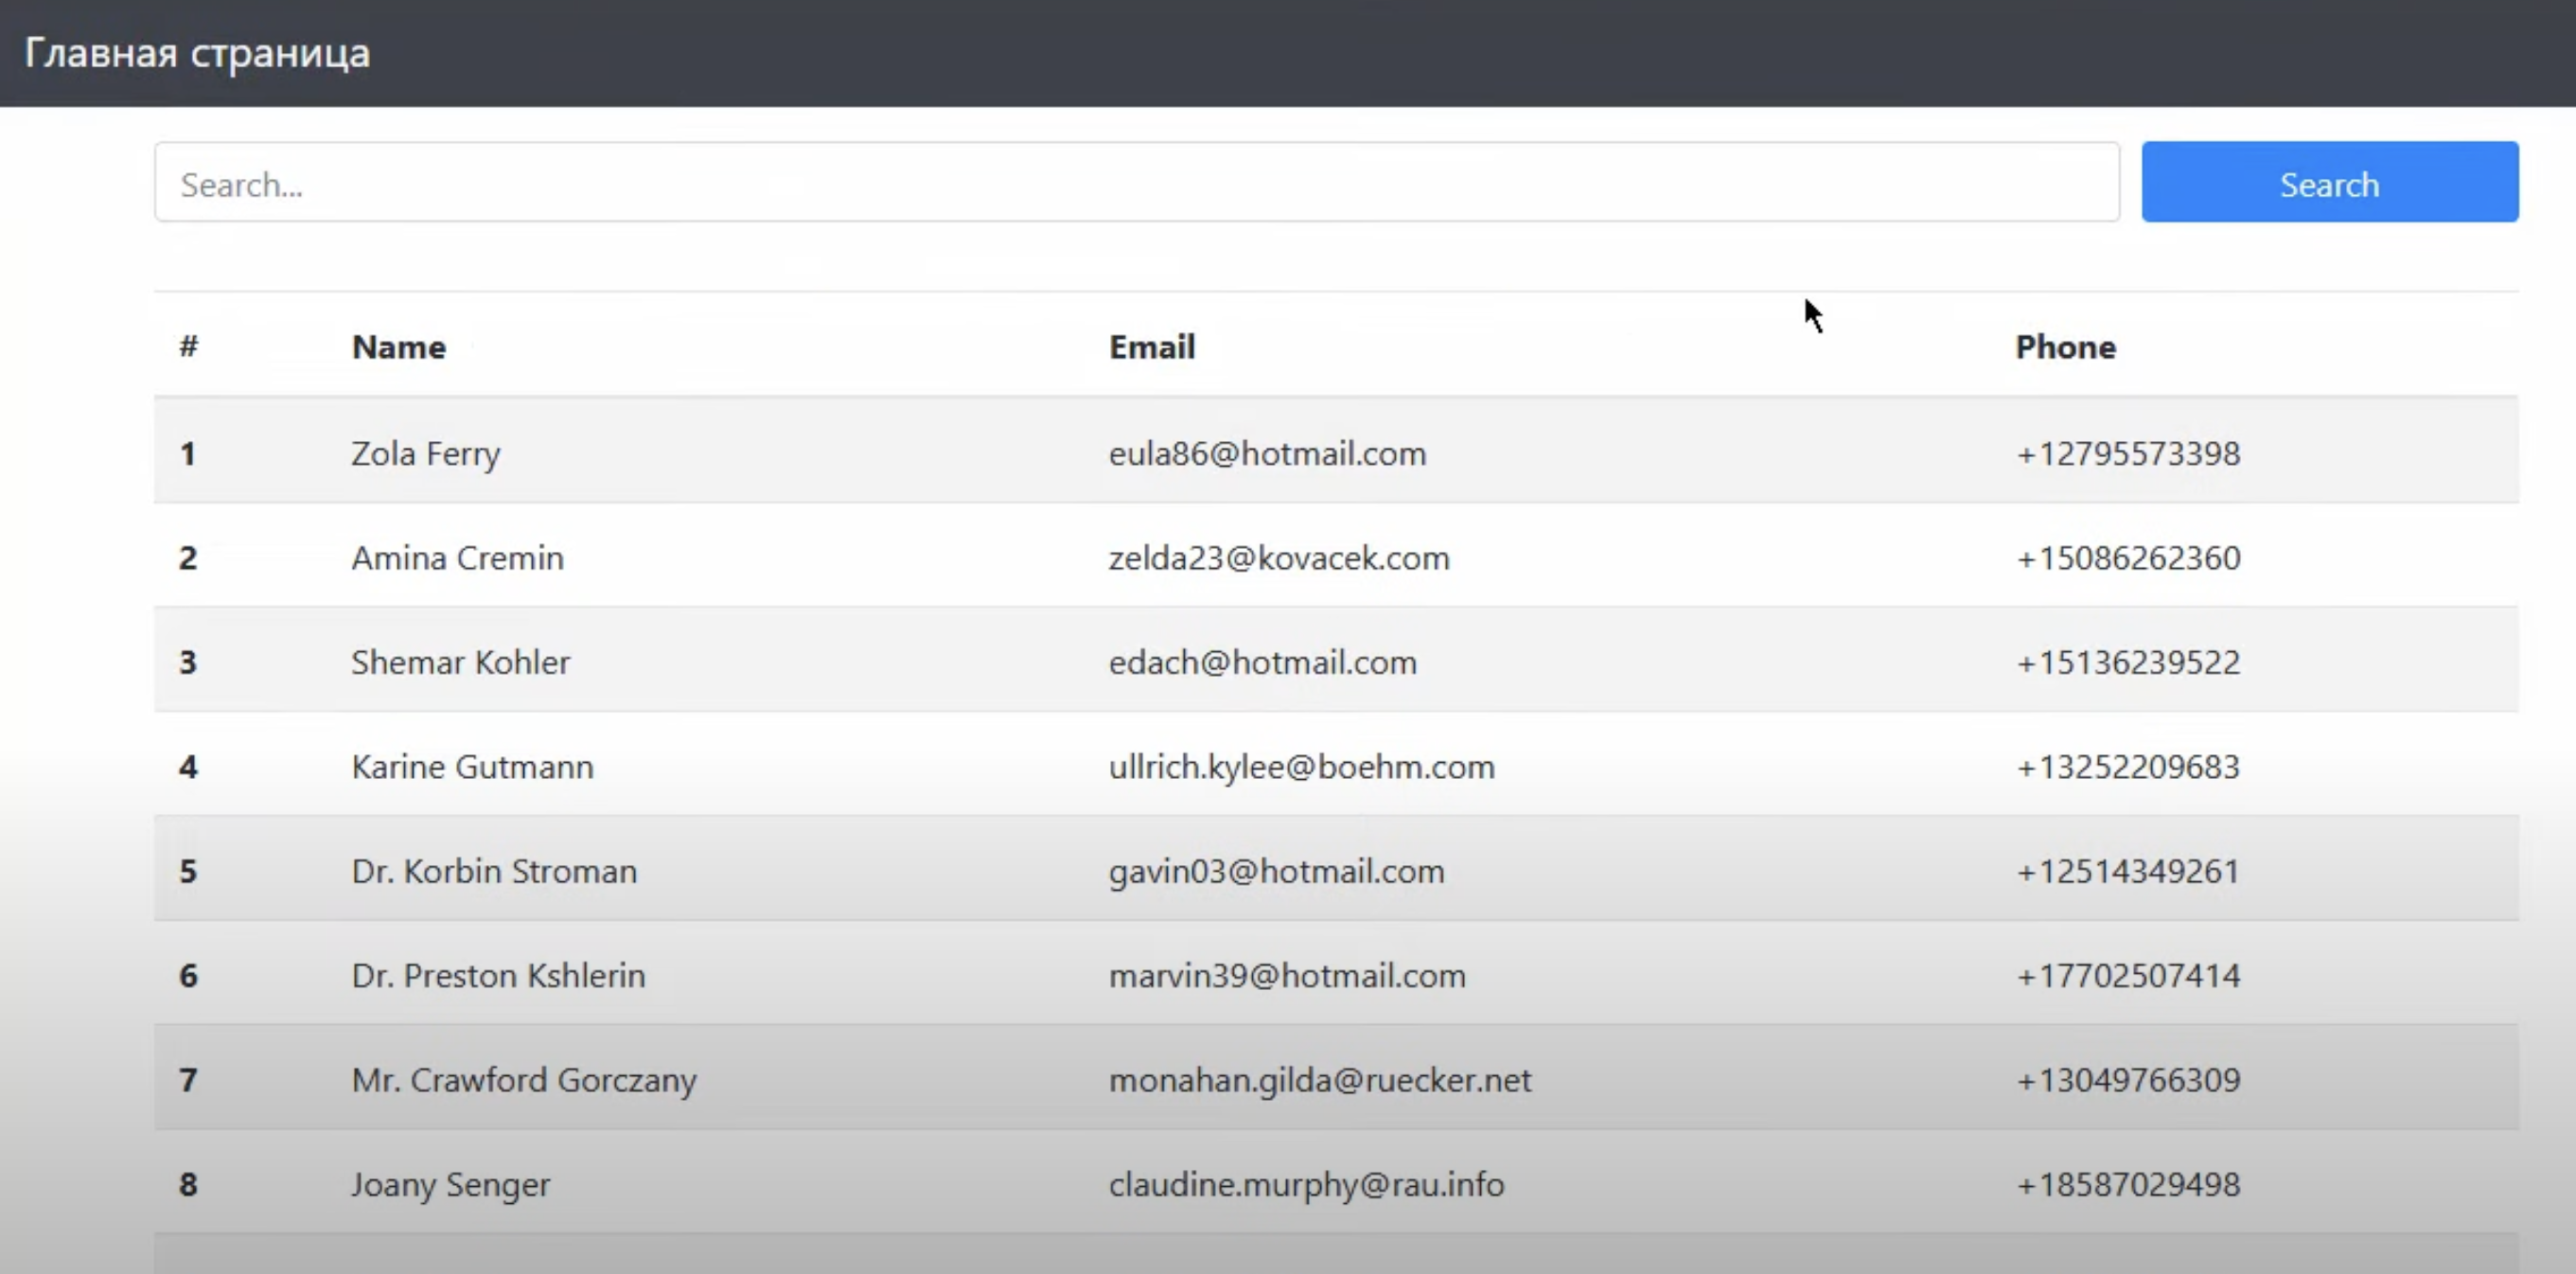 Главная страница
Search... Search
# Name Email Phone
1 Zola Ferry eula86@hotmail.com +12795573398
2 Amina Cremin zelda23@kovacek.com +15086262360
3 Shemar Kohler edach@hotmail.com +15136239522
4 Karine Gutmann ullrich.kylee@boehm.com +13252209683
5 Dr. Korbin Stroman gavin03@hotmail.com +12514349261
6 Dr. Preston Kshlerin marvin39@hotmail.com +17702507414
7 Mr. Crawford Gorczany monahan.gilda@ruecker.net +13049766309
8 Joany Senger claudine.murphy@rau.info +18587029498